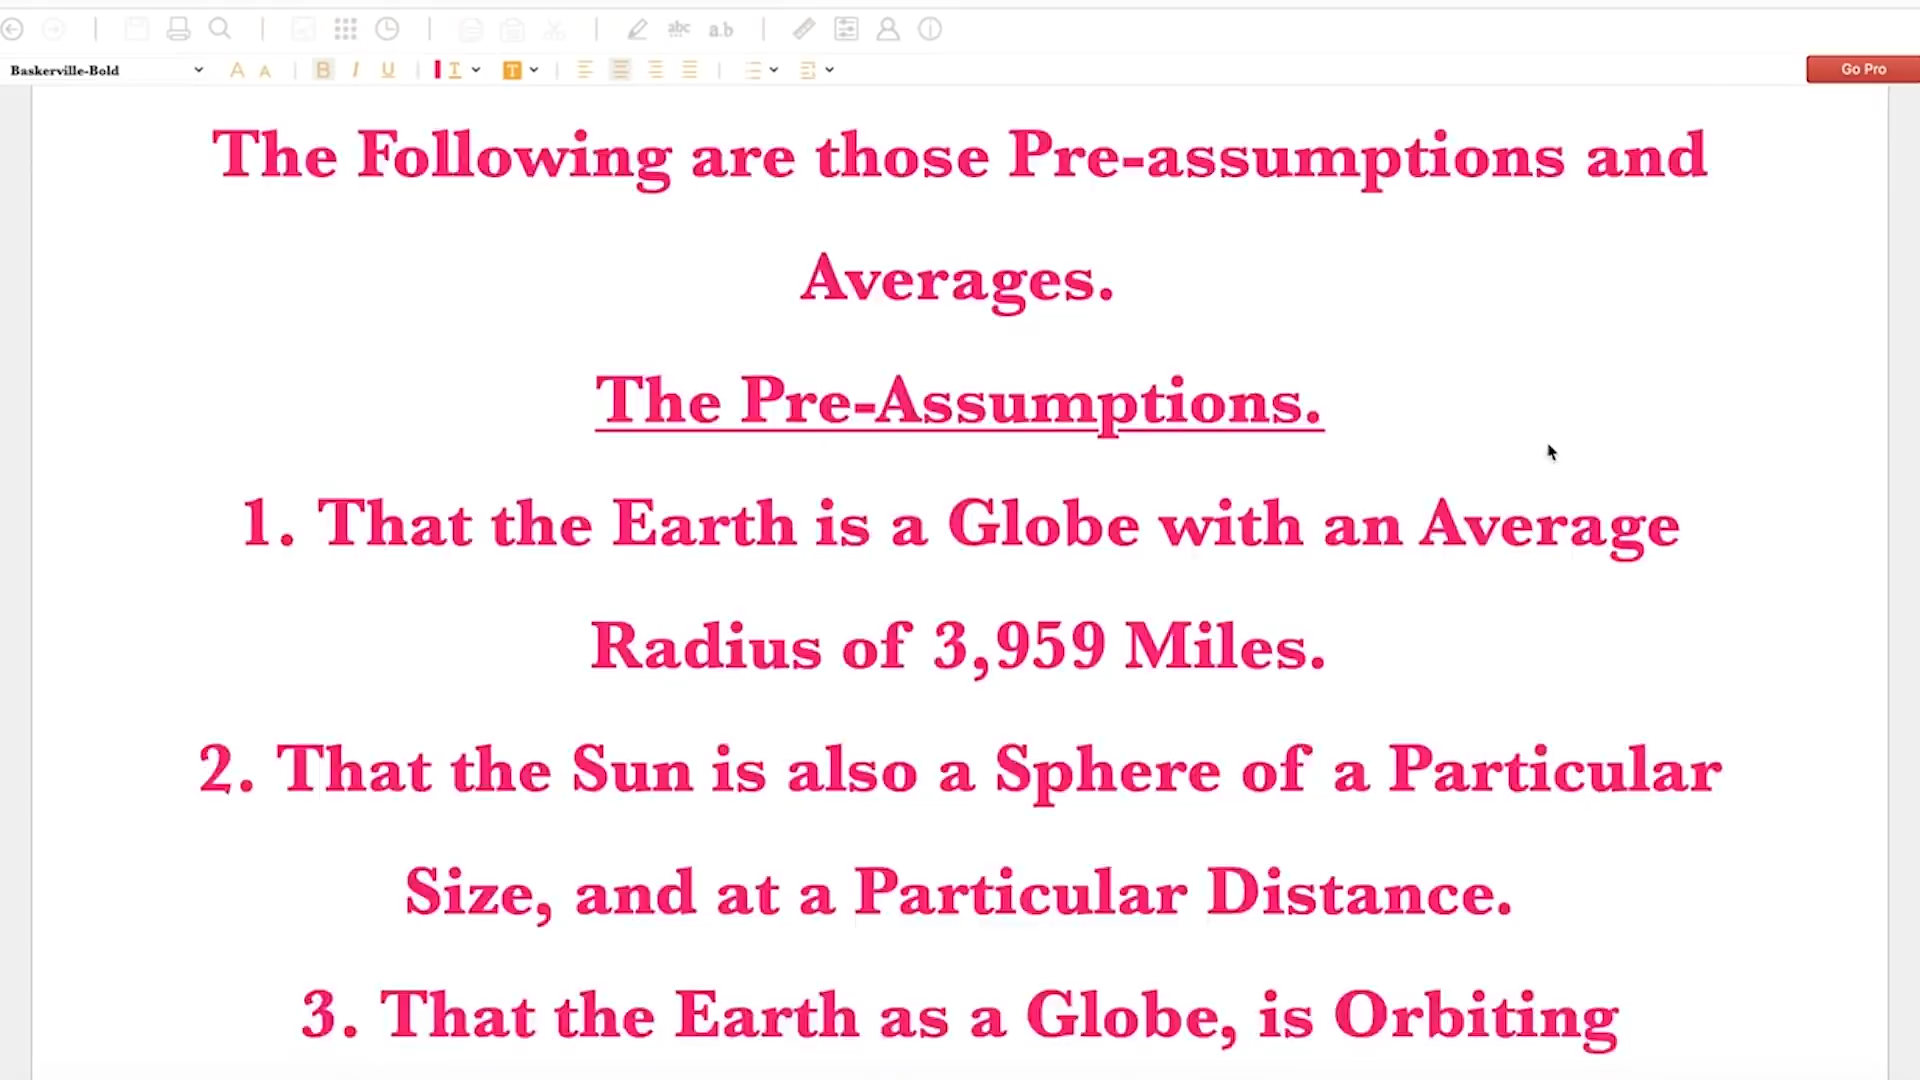 abc
a.b
Baskerville-Bold
A A
B I U
T
T
Go Pro
The Following are those Pre-assumptions and
Averages.
The Pre-Assumptions.
1. That the Earth is a Globe with an Average
Radius of 3,959 Miles.
2. That the Sun is also a Sphere of a Particular
Size, and at a Particular Distance.
3. That the Earth as a Globe, is Orbiting